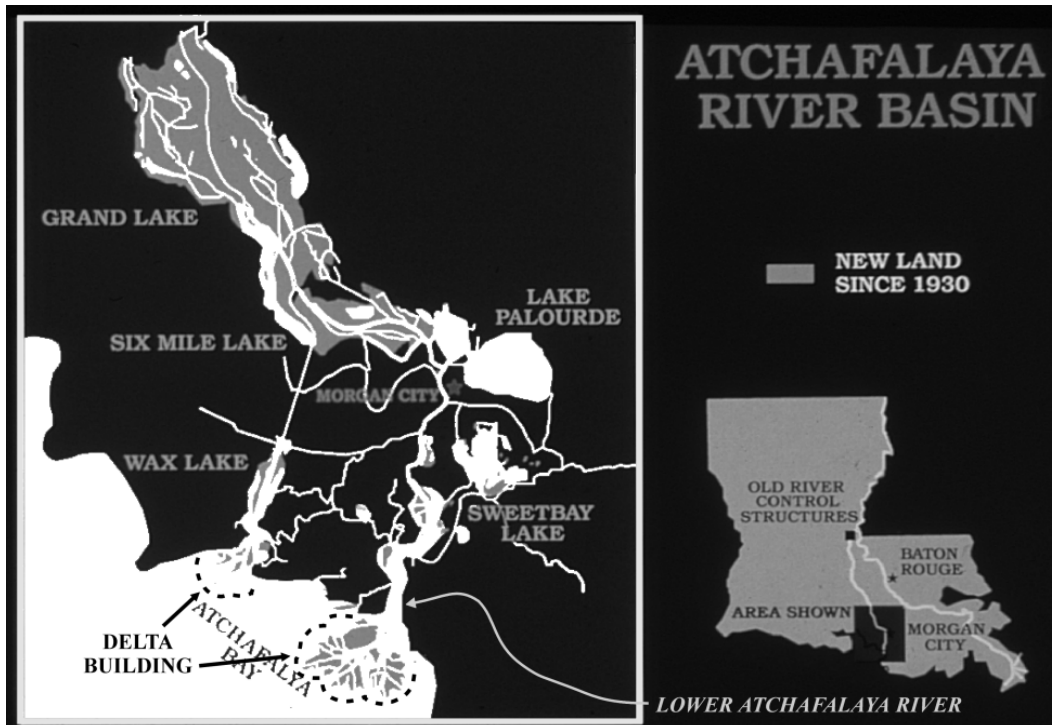 ATCHAFALAYA
RIVER BASIN
GRAND LAKE
NEW LAND
SINCE 1930
LAKE
PALOURDE
SIX MILE LAKE
MORGAN CITY
WAX LAKE
SWEETBAY
LAKE
OLD RIVER
CONTROL
STRUCTURES
BATON
ROUGE
AREA SHOWN
MORGAN
CITY
DELTA
BUILDING
ATCHAFALAYA
BAY
LOWER ATCHAFALAYA RIVER